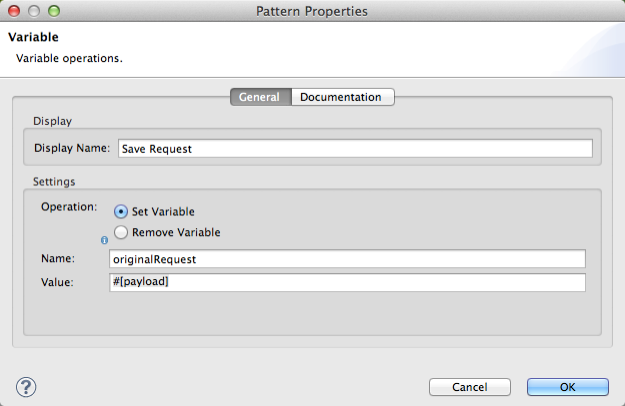 Pattern Properties
Variable
Variable operations.
General Documentation
Display
Display Name: Save Request
Settings
Operation: Set Variable
Remove Variable
Name: originalRequest
Value: #[payload]
? Cancel OK